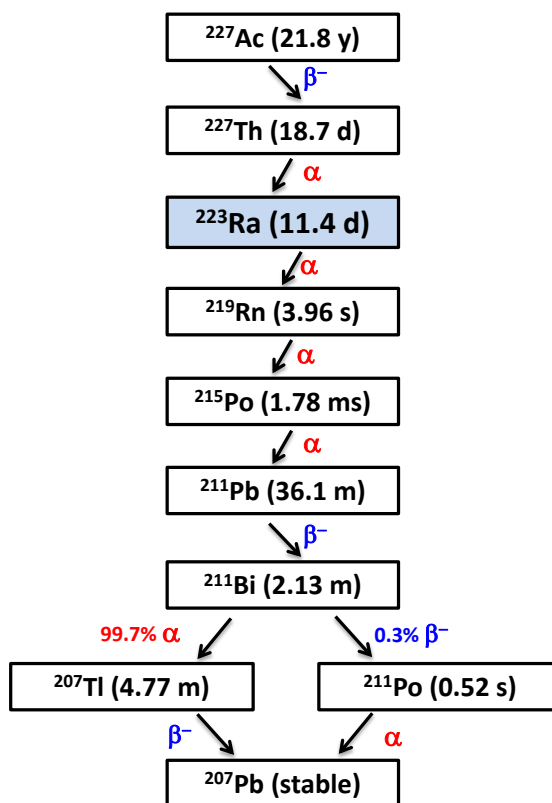 ²²⁷Ac (21.8 y)
β⁻
²²⁷Th (18.7 d)
α
²²³Ra (11.4 d)
α
²¹⁹Rn (3.96 s)
α
²¹⁵Po (1.78 ms)
α
²¹¹Pb (36.1 m)
β⁻
²¹¹Bi (2.13 m)
99.7% α
0.3% β⁻
²⁰⁷Tl (4.77 m)
²¹¹Po (0.52 s)
β⁻
α
²⁰⁷Pb (stable)